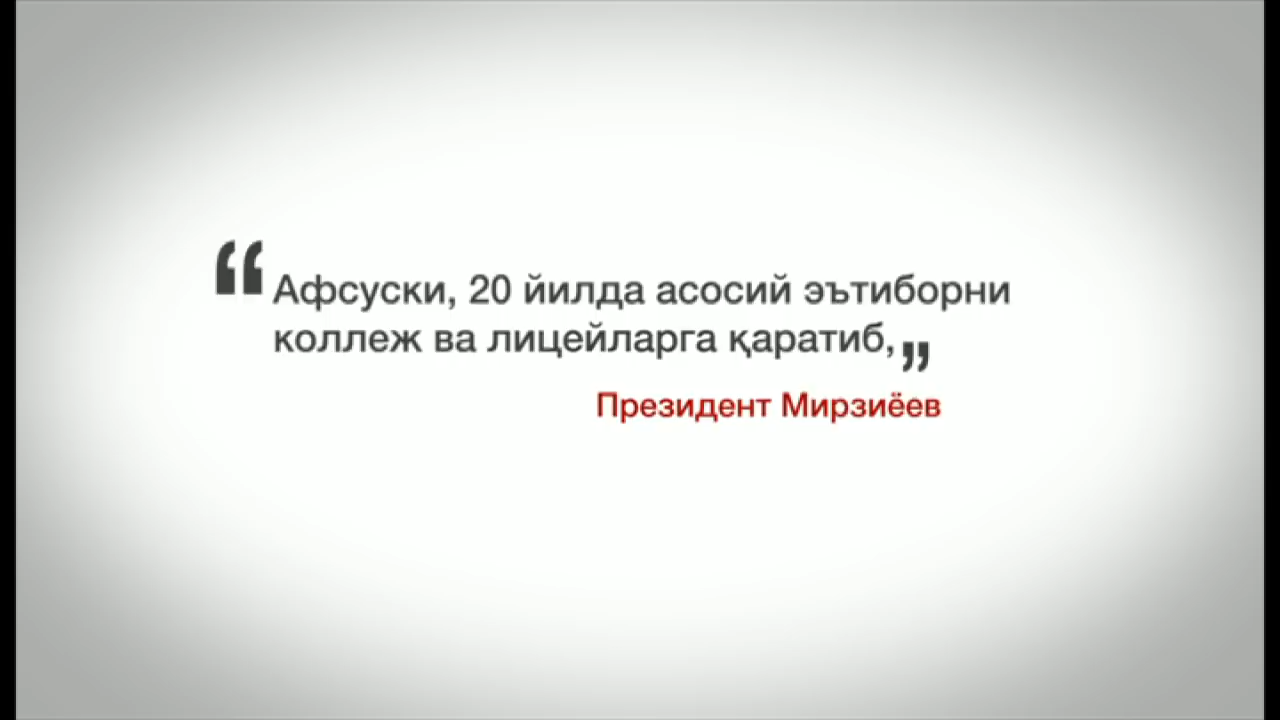 “Афсуски, 20 йилда асосий эътиборни
коллеж ва лицейларга қаратиб,„
Президент Мирзиёев